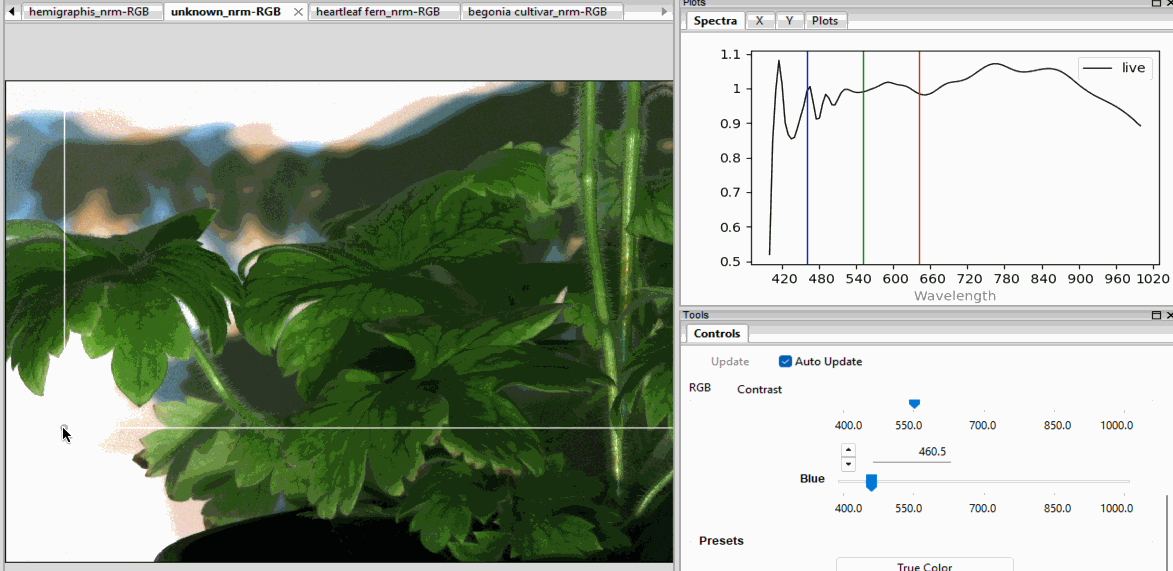 hemigraphis_nrm-RGB unknown_nrm-RGB heartleaf fern_nrm-RGB begonia cultivar_nrm-RGB
Plots
Spectra X Y Plots
1.1
1
0.9
0.8
0.7
0.6
0.5
live
420 480 540 600 660 720 780 840 900 960 1020
Wavelength
Tools
Controls
Update Auto Update
RGB Contrast
400.0 550.0 700.0 850.0 1000.0
460.5
Blue
400.0 550.0 700.0 850.0 1000.0
Presets
True Color